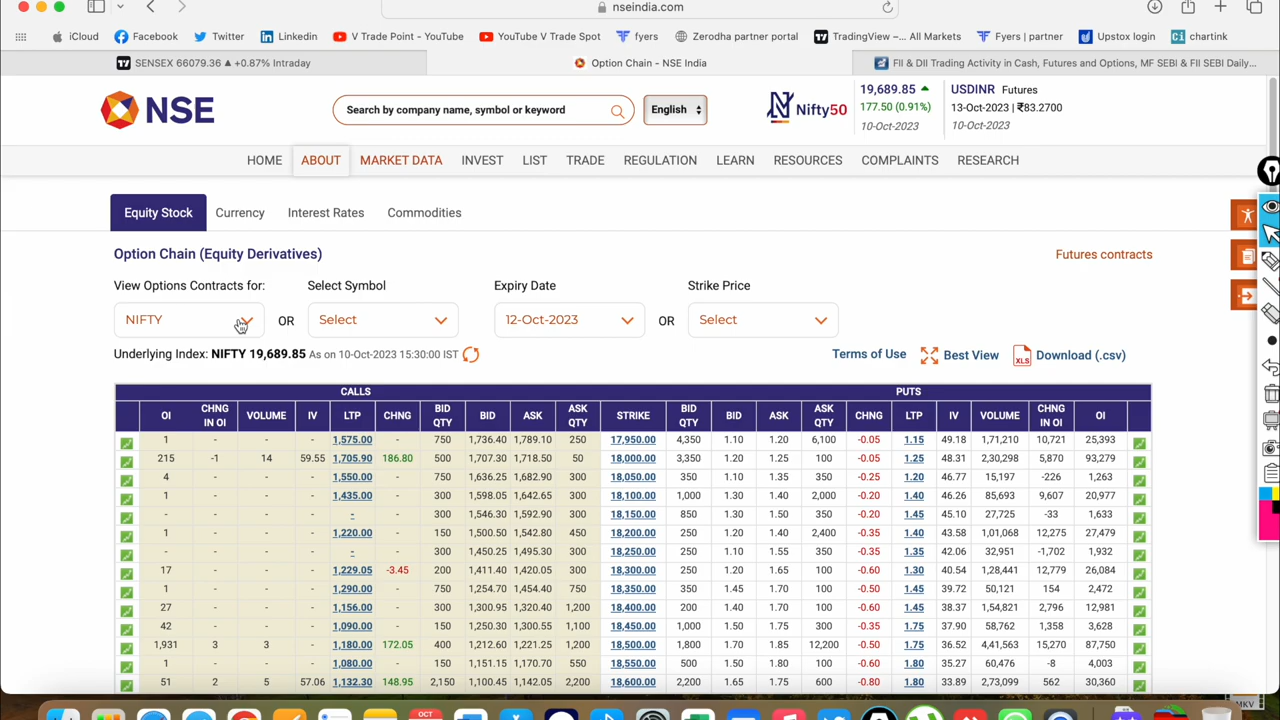 nseindia.com
iCloud Facebook Twitter Linkedin V Trade Point - YouTube YouTube V Trade Spot fyers Zerodha partner portal TradingView – ... All Markets Fyers | partner Upstox login chartink
SENSEX 66079.36 ▲ +0.87% Intraday Option Chain - NSE India FII & DII Trading Activity in Cash, Futures and Options, MF SEBI & FII SEBI Daily...
NSE Search by company name, symbol or keyword English Nifty50 19,689.85 USDINR Futures
177.50 (0.91%) 13-Oct-2023 | ₹83.2700
10-Oct-2023 10-Oct-2023
HOME ABOUT MARKET DATA INVEST LIST TRADE REGULATION LEARN RESOURCES COMPLAINTS RESEARCH
Equity Stock Currency Interest Rates Commodities
Option Chain (Equity Derivatives) Futures contracts
View Options Contracts for: Select Symbol Expiry Date Strike Price
NIFTY OR Select 12-Oct-2023 OR Select
Underlying Index: NIFTY 19,689.85 As on 10-Oct-2023 15:30:00 IST Terms of Use Best View XLS Download (.csv)
CALLS PUTS
OI CHNG IN OI VOLUME IV LTP CHNG BID QTY BID ASK ASK QTY STRIKE BID QTY BID ASK ASK QTY CHNG LTP IV VOLUME CHNG IN OI OI
1 - - - 1,575.00 - 750 1,736.40 1,789.10 250 17,950.00 4,350 1.10 1.20 6,100 -0.05 1.15 49.18 1,71,210 10,721 25,393
215 -1 14 59.55 1,705.90 186.80 500 1,707.30 1,718.50 50 18,000.00 3,350 1.20 1.25 100 -0.05 1.25 48.31 2,30,298 5,870 93,279
4 - - - 1,550.00 - 750 1,636.25 1,682.90 300 18,050.00 350 1.20 1.35 350 -0.25 1.20 46.77 15,197 -226 1,263
1 - - - 1,435.00 - 300 1,598.05 1,642.65 300 18,100.00 1,000 1.30 1.40 2,000 -0.20 1.40 46.26 85,693 9,607 20,977
- - - - - - 300 1,546.30 1,592.90 300 18,150.00 850 1.30 1.50 350 -0.20 1.45 45.10 27,725 -33 1,633
1 - - - 1,220.00 - 150 1,500.50 1,542.80 450 18,200.00 250 1.20 1.40 2,400 -0.35 1.40 43.58 1,01,068 12,275 27,479
- - - - - - 300 1,450.25 1,495.30 300 18,250.00 250 1.10 1.55 350 -0.35 1.35 42.06 32,951 -1,702 1,932
17 - - - 1,229.05 -3.45 200 1,411.40 1,420.05 300 18,300.00 250 1.20 1.65 100 -0.60 1.30 40.54 1,28,441 12,779 26,084
1 - - - 1,290.00 - 750 1,254.70 1,454.40 750 18,350.00 350 1.45 1.70 100 -0.50 1.45 39.72 50,121 154 2,472
27 - - - 1,156.00 - 50 1,300.95 1,320.40 1,200 18,400.00 200 1.40 1.75 100 -0.60 1.45 38.37 1,54,821 2,796 12,981
42 - - - 1,090.00 - 150 1,250.30 1,300.55 1,100 18,450.00 1,000 1.50 1.75 300 -0.35 1.75 37.90 58,762 1,358 3,628
1,931 3 3 - 1,180.00 172.05 400 1,212.60 1,221.25 1,200 18,500.00 1,800 1.70 1.85 12,200 -0.50 1.75 36.52 4,41,563 15,270 87,750
1 - - - 1,080.00 - 150 1,151.15 1,170.70 550 18,550.00 500 1.50 1.80 100 -0.60 1.80 35.27 60,476 -8 4,003
51 2 5 57.06 1,132.30 148.95 2,150 1,100.45 1,142.05 2,200 18,600.00 2,200 1.65 1.75 600 -0.80 1.80 33.89 2,73,099 562 30,360
OCT
MKV